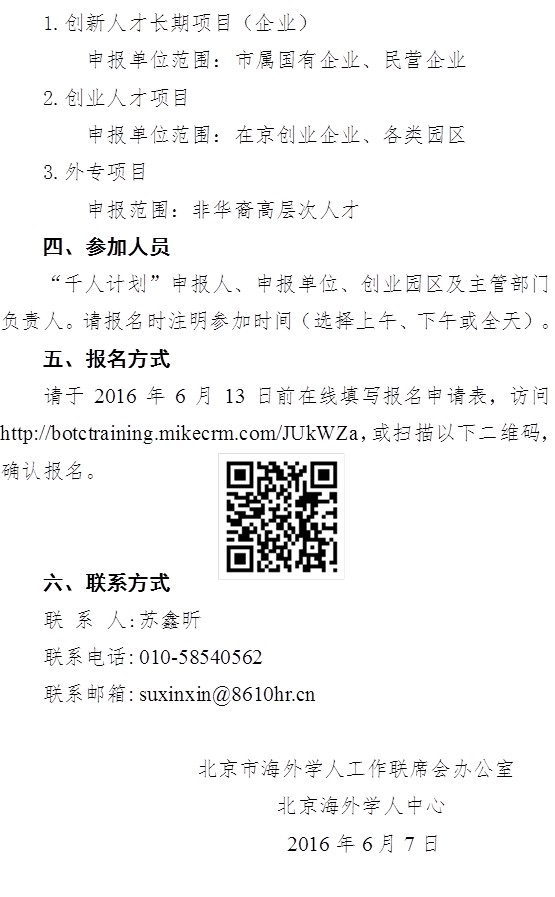 1.创新人才长期项目（企业）
申报单位范围：市属国有企业、民营企业
2.创业人才项目
申报单位范围：在京创业企业、各类园区
3.外专项目
申报范围：非华裔高层次人才
四、参加人员
“千人计划”申报人、申报单位、创业园区及主管部门
负责人。请报名时注明参加时间（选择上午、下午或全天）。
五、报名方式
请于 2016 年 6 月 13 日前在线填写报名申请表，访问
http://botctraining.mikecrm.com/JUkWZa，或扫描以下二维码，
确认报名。
六、联系方式
联 系 人：苏鑫昕
联系电话：010-58540562
联系邮箱：suxinxin@8610hr.cn
北京市海外学人工作联席会办公室
北京海外学人中心
2016 年 6 月 7 日